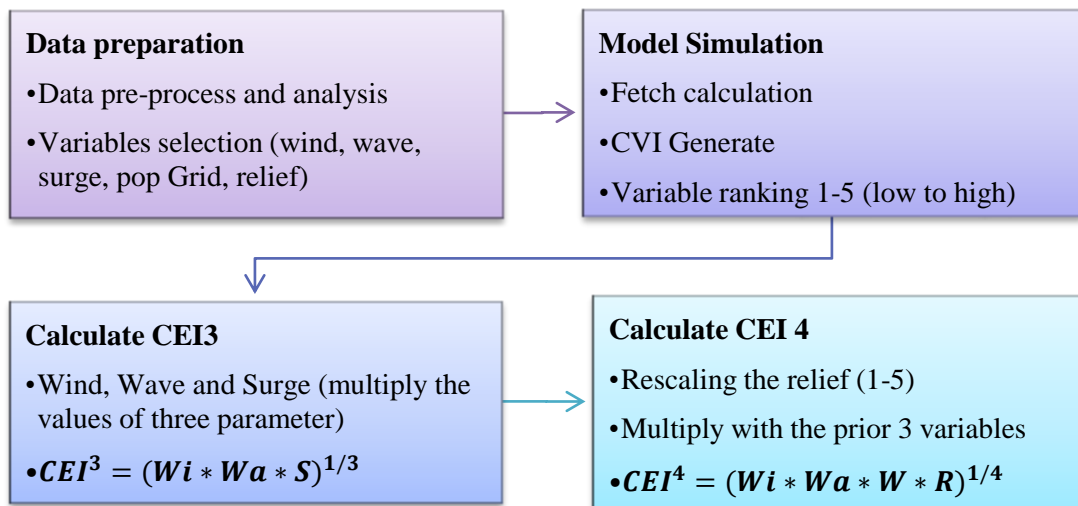 Data preparation
•Data pre-process and analysis
•Variables selection (wind, wave,
surge, pop Grid, relief)
Model Simulation
•Fetch calculation
•CVI Generate
•Variable ranking 1-5 (low to high)
Calculate CEI3
•Wind, Wave and Surge (multiply the
values of three parameter)
•CEI³ = (Wi * Wa * S)^{1/3}
Calculate CEI 4
•Rescaling the relief (1-5)
•Multiply with the prior 3 variables
•CEI⁴ = (Wi * Wa * W * R)^{1/4}